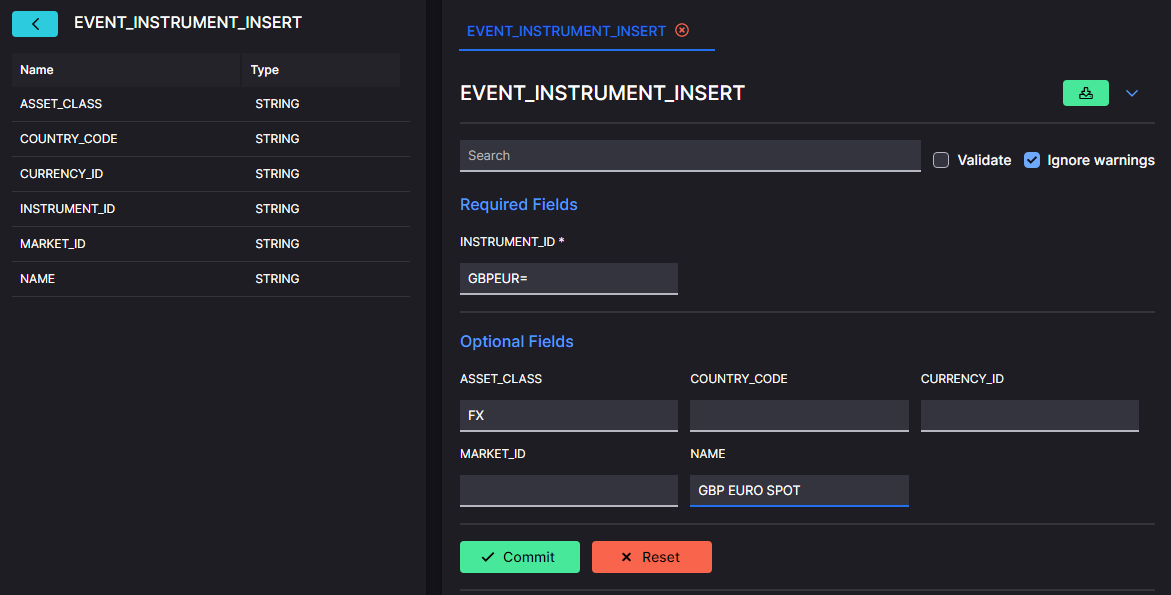 EVENT_INSTRUMENT_INSERT
Name Type
ASSET_CLASS STRING
COUNTRY_CODE STRING
CURRENCY_ID STRING
INSTRUMENT_ID STRING
MARKET_ID STRING
NAME STRING
EVENT_INSTRUMENT_INSERT
EVENT_INSTRUMENT_INSERT
Search Validate Ignore warnings
Required Fields
INSTRUMENT_ID *
GBPEUR=
Optional Fields
ASSET_CLASS COUNTRY_CODE CURRENCY_ID
FX
MARKET_ID NAME
GBP EURO SPOT
Commit Reset